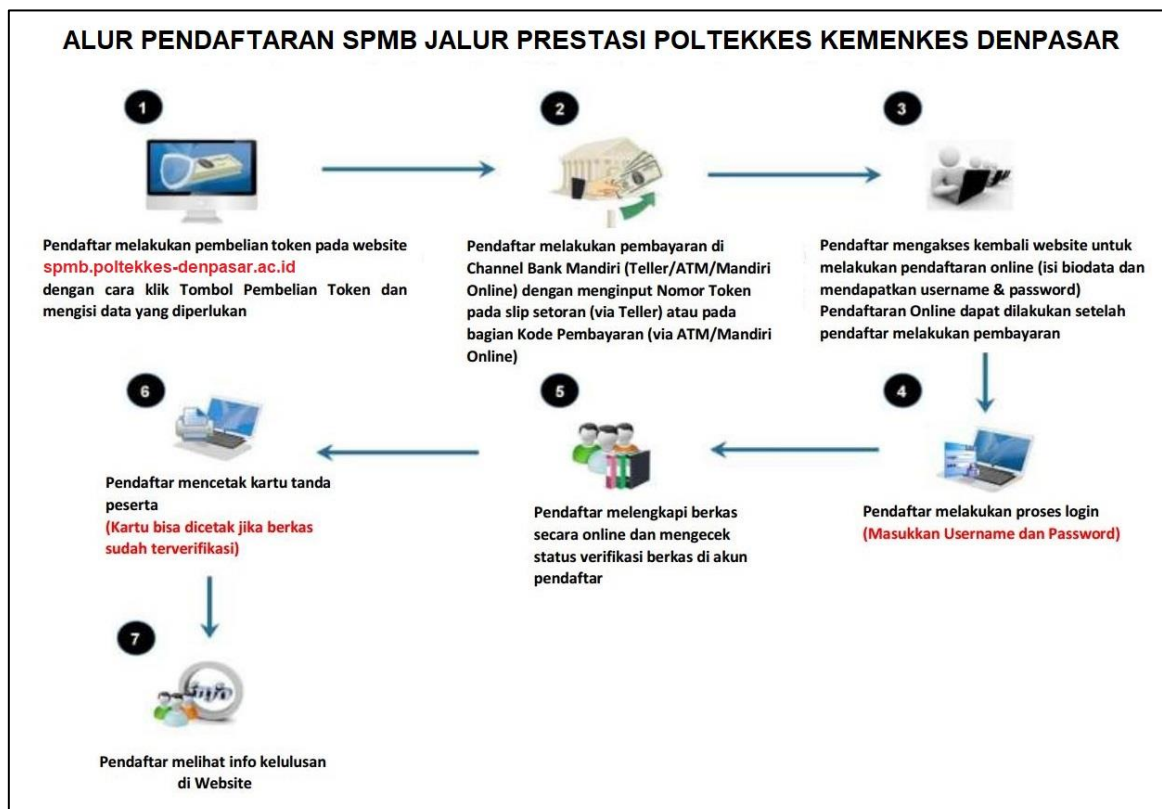 ALUR PENDAFTARAN SPMB JALUR PRESTASI POLTEKKES KEMENKES DENPASAR
1
Pendaftar melakukan pembelian token pada website
spmb.poltekkes-denpasar.ac.id
dengan cara klik Tombol Pembelian Token dan
mengisi data yang diperlukan
2
Pendaftar melakukan pembayaran di
Channel Bank Mandiri (Teller/ATM/Mandiri
Online) dengan menginput Nomor Token
pada slip setoran (via Teller) atau pada
bagian Kode Pembayaran (via ATM/Mandiri
Online)
3
Pendaftar mengakses kembali website untuk
melakukan pendaftaran online (isi biodata dan
mendapatkan username & password)
Pendaftaran Online dapat dilakukan setelah
pendaftar melakukan pembayaran
4
Pendaftar melakukan proses login
(Masukkan Username dan Password)
5
Pendaftar melengkapi berkas
secara online dan mengecek
status verifikasi berkas di akun
pendaftar
6
Pendaftar mencetak kartu tanda
peserta
(Kartu bisa dicetak jika berkas
sudah terverifikasi)
7
info
Pendaftar melihat info kelulusan
di Website